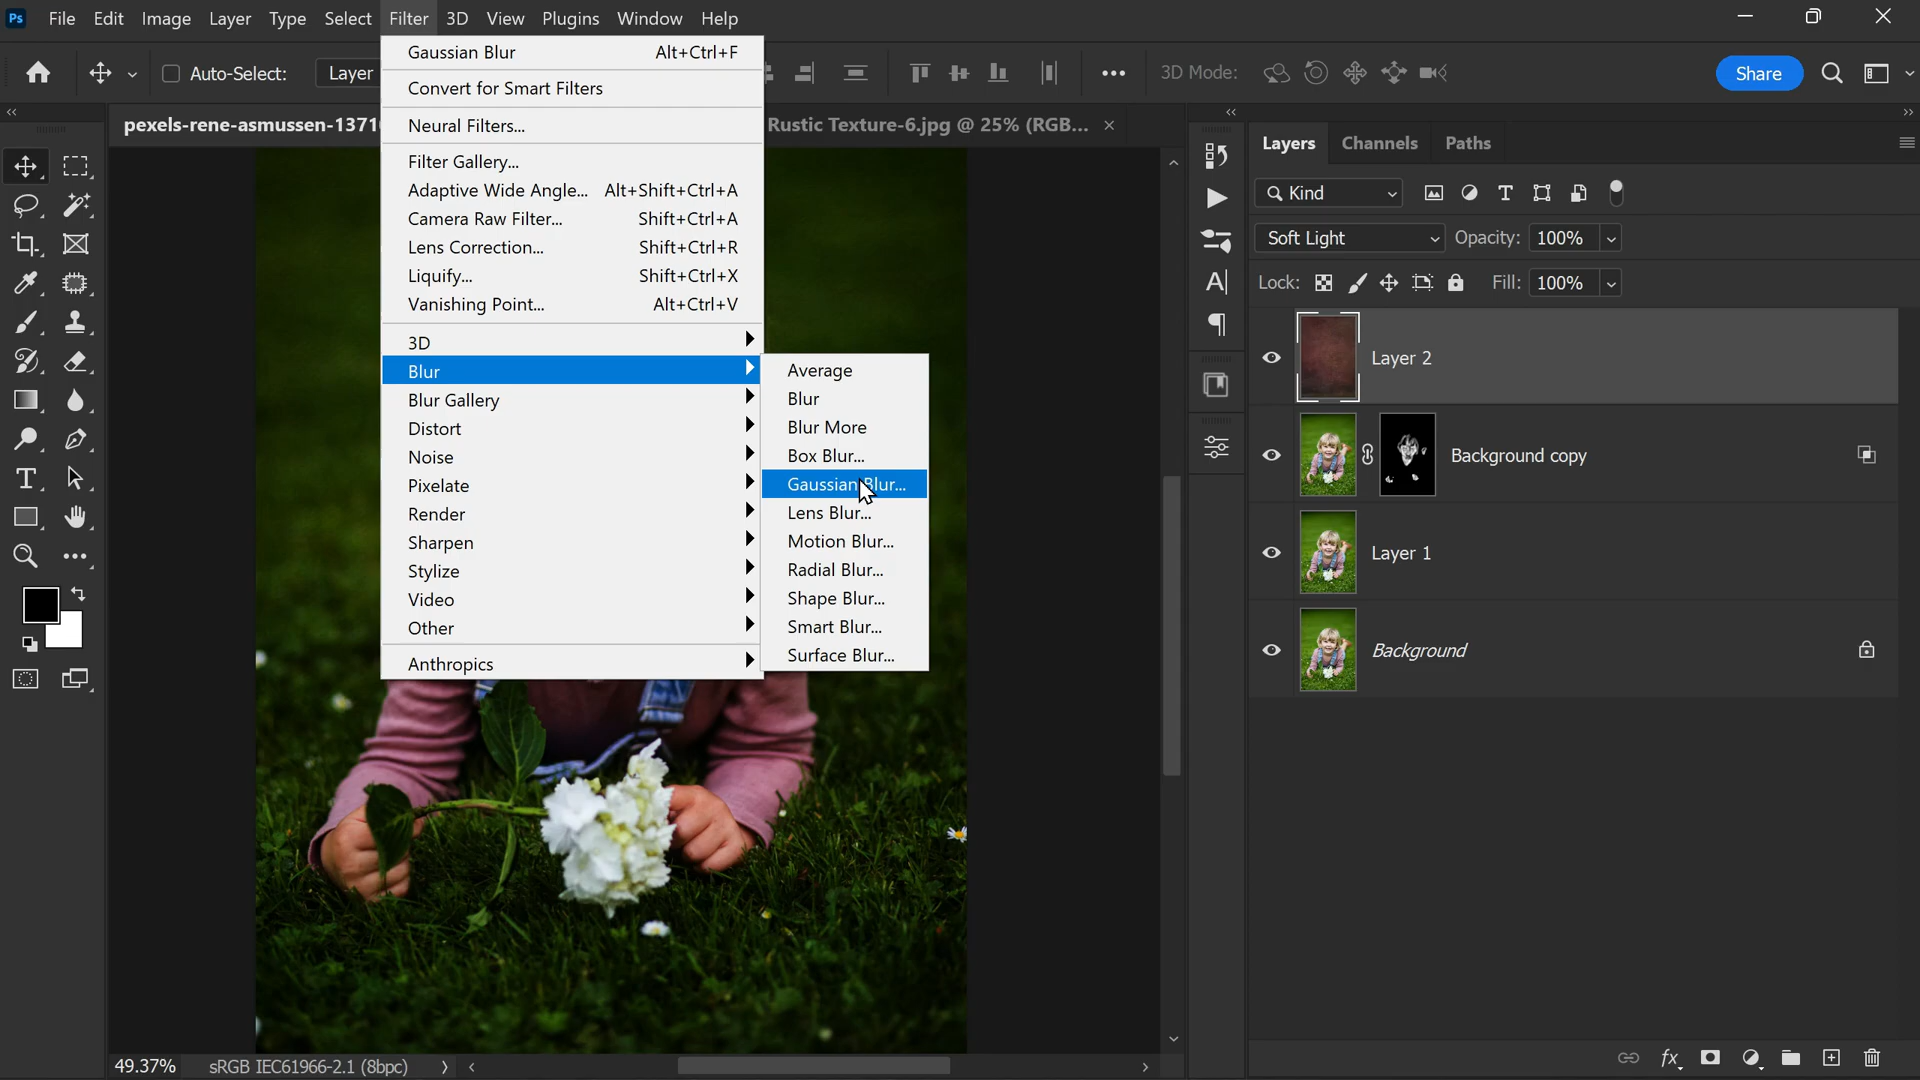 Ps File Edit Image Layer Type Select Filter 3D View Plugins Window Help
Auto-Select: Layer
3D Mode:
Share
pexels-rene-asmussen-1371
Rustic Texture-6.jpg @ 25% (RGB...
Gaussian Blur Alt+Ctrl+F
Convert for Smart Filters
Neural Filters...
Filter Gallery...
Adaptive Wide Angle... Alt+Shift+Ctrl+A
Camera Raw Filter... Shift+Ctrl+A
Lens Correction... Shift+Ctrl+R
Liquify... Shift+Ctrl+X
Vanishing Point... Alt+Ctrl+V
3D
Blur
Blur Gallery
Distort
Noise
Pixelate
Render
Sharpen
Stylize
Video
Other
Anthropics
Average
Blur
Blur More
Box Blur...
Gaussian Blur...
Lens Blur...
Motion Blur...
Radial Blur...
Shape Blur...
Smart Blur...
Surface Blur...
Layers Channels Paths
Kind
Soft Light Opacity: 100%
Lock: Fill: 100%
Layer 2
Background copy
Layer 1
Background
49.37% sRGB IEC61966-2.1 (8bpc)